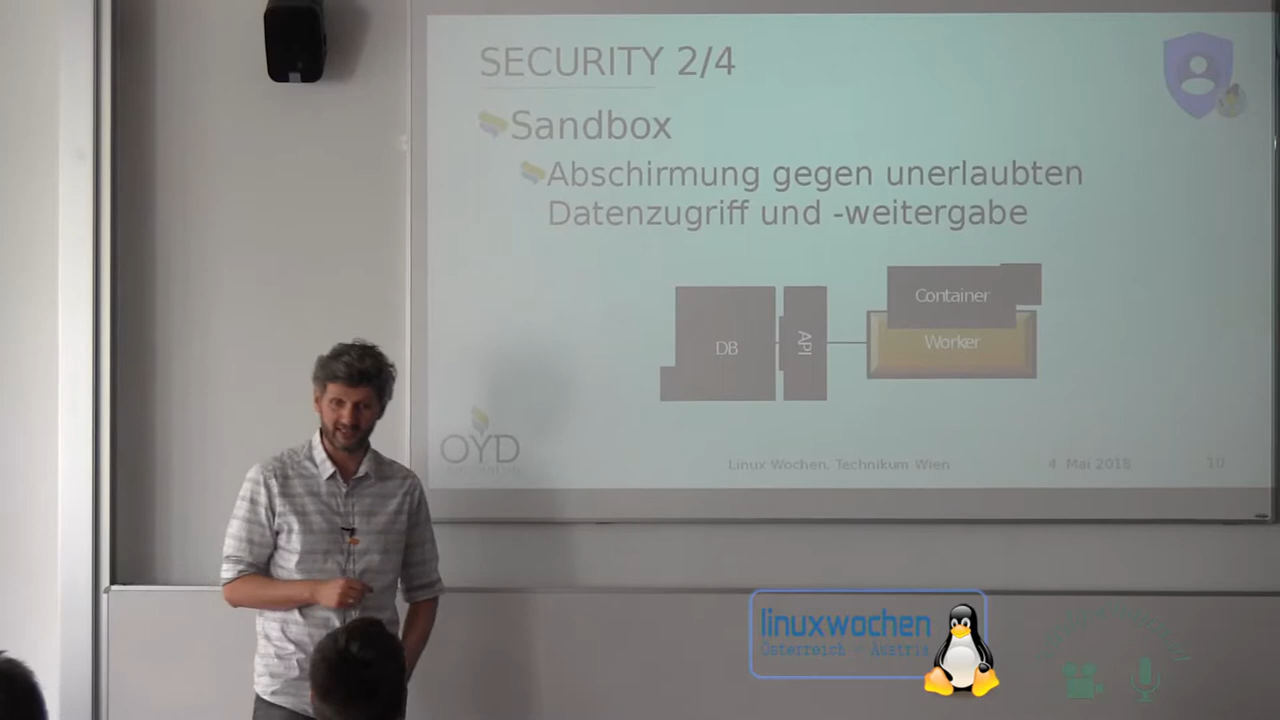 SECURITY 2/4
Sandbox
Abschirmung gegen unerlaubten
Datenzugriff und -weitergabe
Container
DB
API
Worker
OYD
Linux Wochen, Technikum Wien
4. Mai 2018
10
linuxwochen
Österreich - Austria